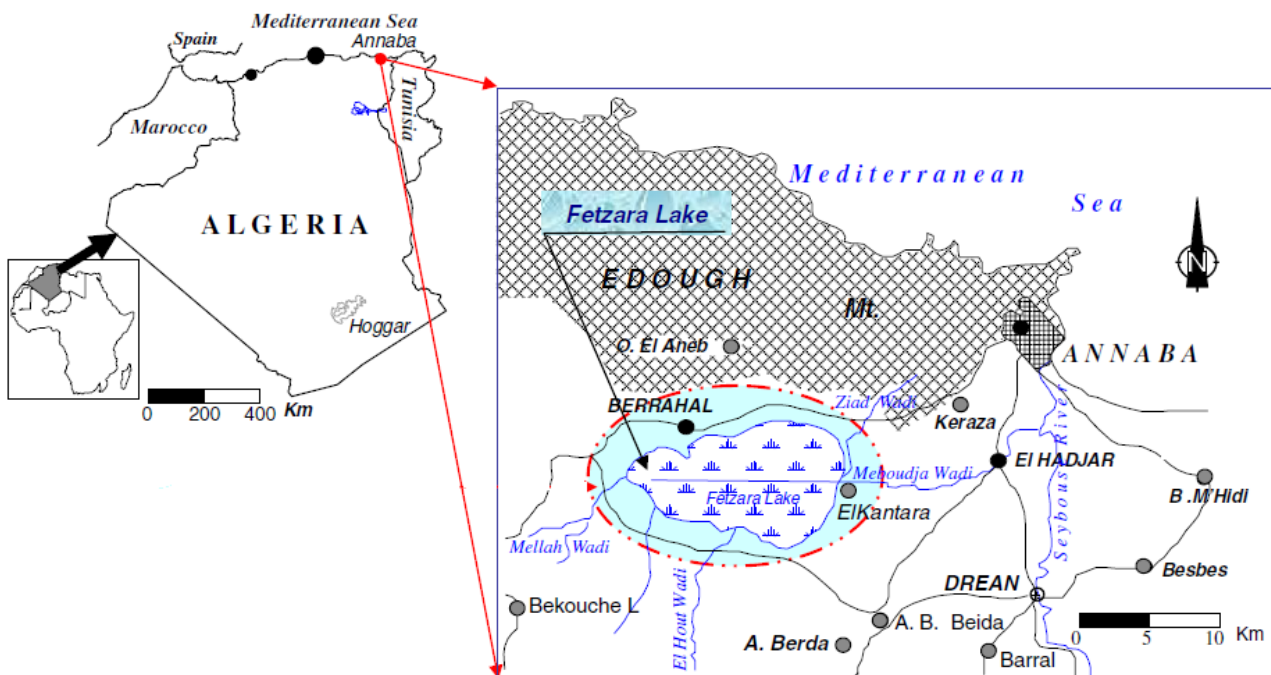 Mediterranean Sea
Spain
Annaba
Tunisia
Marocco
ALGERIA
Hoggar
0 200 400 Km
Mediterranean
Sea
Fetzara Lake
N
EDOUGH
Mt.
O. El Aneb
ANNABA
BERRAHAL
Ziad Wadi
Keraza
El HADJAR
Meboudja Wadi
Fetzara Lake
ElKantara
B .M'Hidi
Seybouse River
Mellah Wadi
El Hout Wadi
DREAN
Besbes
Bekouche L
A. B. Beida
A. Berda
Barral
0 5 10 Km